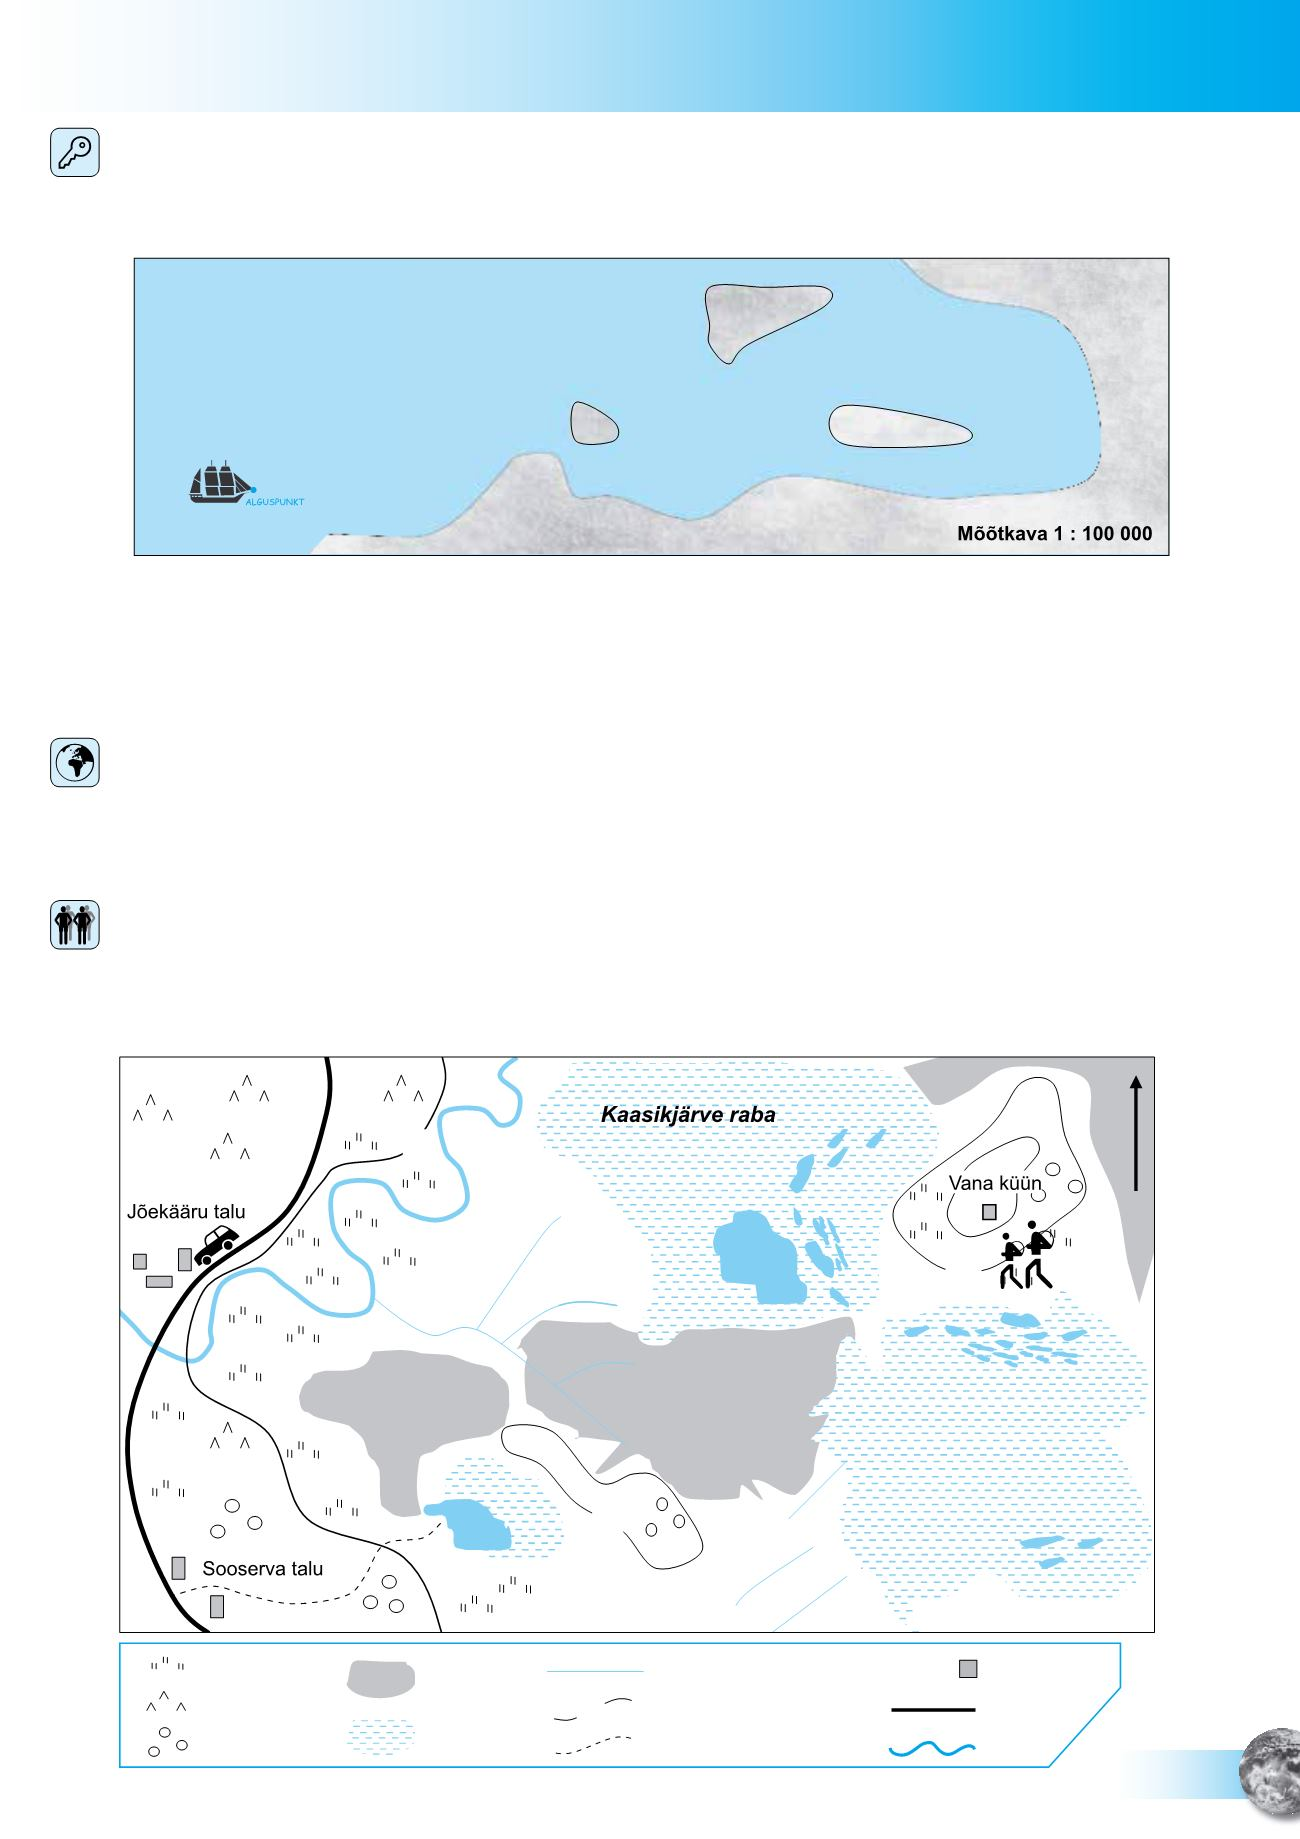 ALGUSPUNKT
Mõõtkava 1 : 100 000
Kaasikjärve raba
Vana küün
Jõekääru talu
Sooserva talu